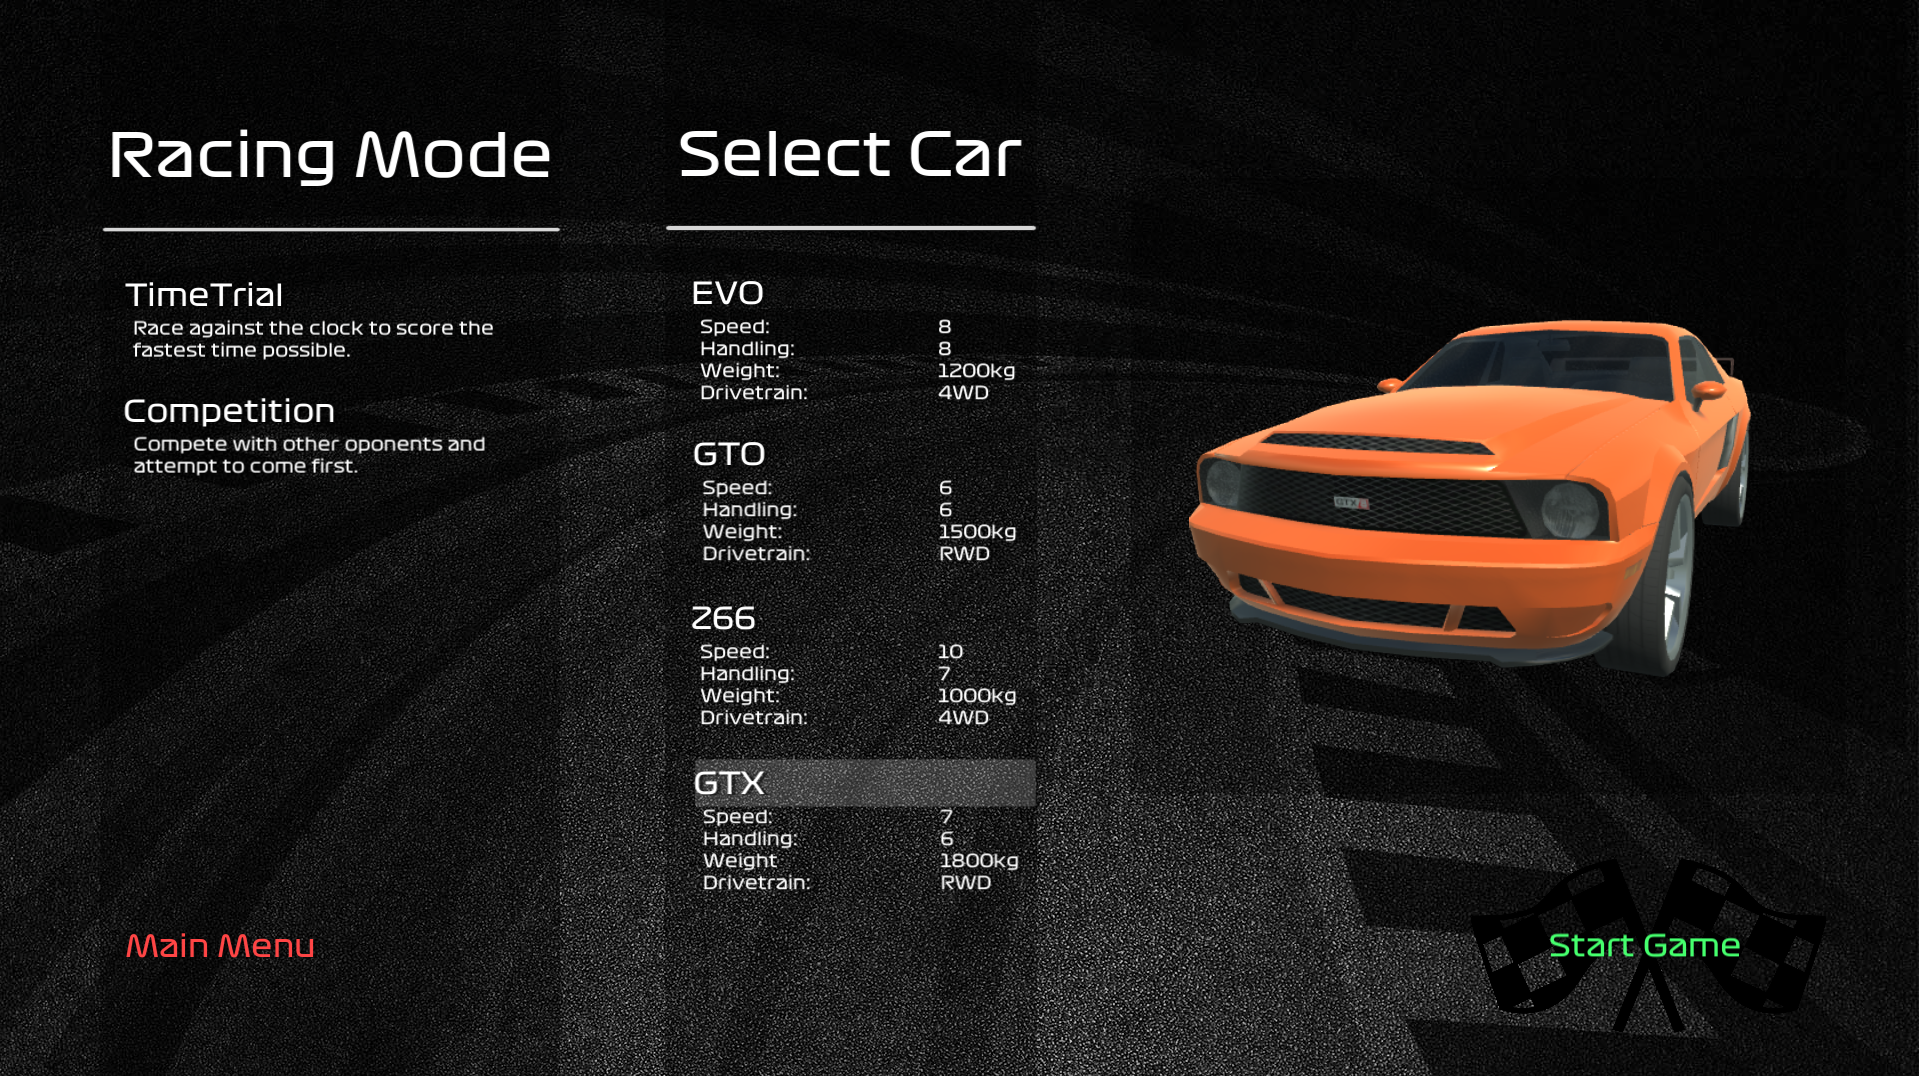 Racing Mode
TimeTrial
Race against the clock to score the
fastest time possible.
Competition
Compete with other oponents and
attempt to come first.
Main Menu
Select Car
EVO
Speed: 8
Handling: 8
Weight: 1200kg
Drivetrain: 4WD
GTO
Speed: 6
Handling: 6
Weight: 1500kg
Drivetrain: RWD
Z66
Speed: 10
Handling: 7
Weight: 1000kg
Drivetrain: 4WD
GTX
Speed: 7
Handling: 6
Weight 1800kg
Drivetrain: RWD
GTX
Start Game